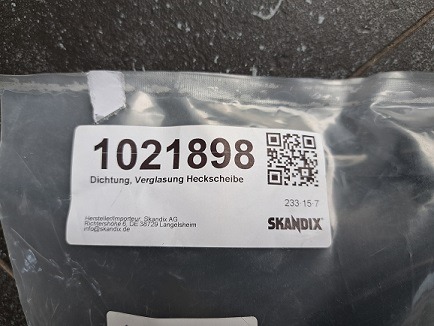 1021898
Dichtung, Verglasung Heckscheibe
233-15-7
Hersteller/Importeur: Skandix AG
Richtershöhe 6, DE 38729 Langelsheim
info@skandix.de
SKANDIX